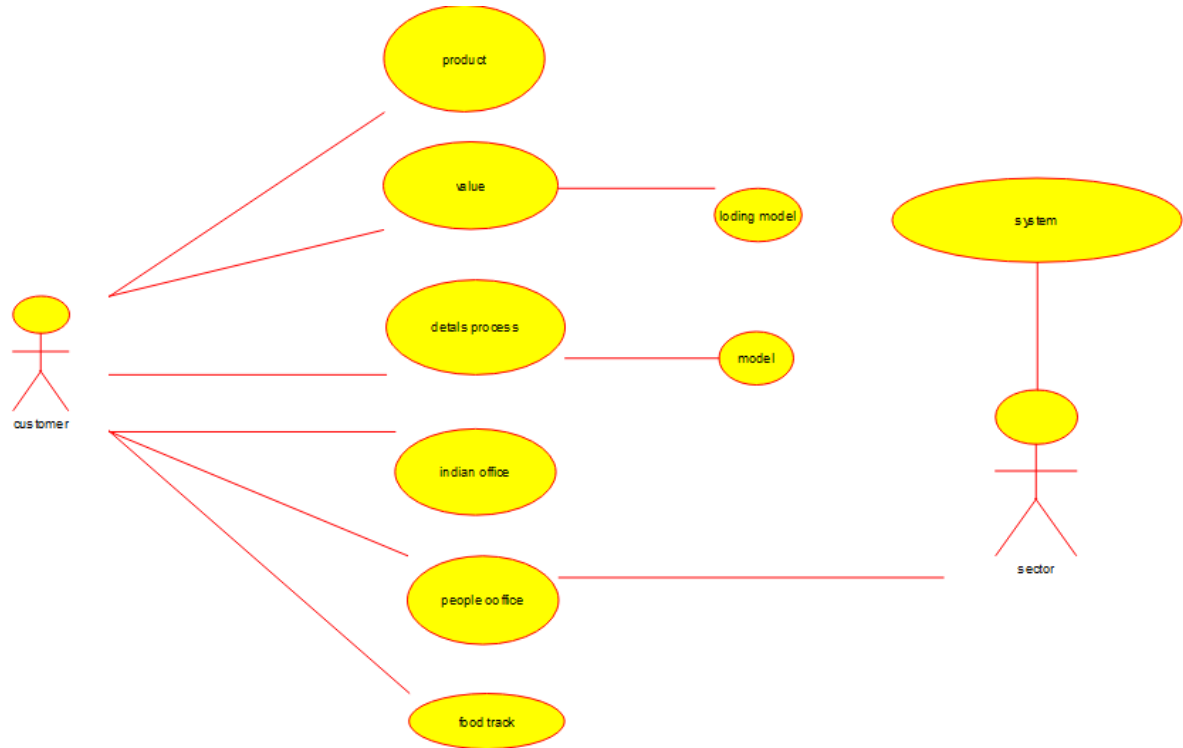 product
value
loding model
system
detals process
model
customer
indian office
sector
people ooffice
food track